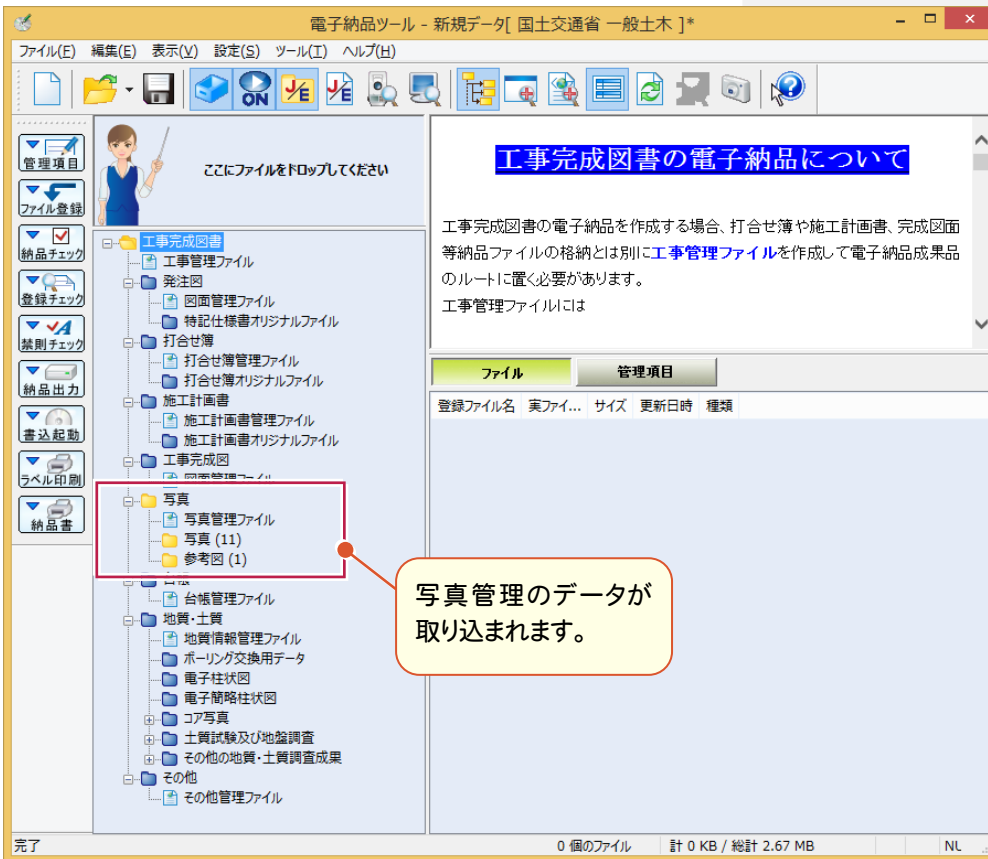 電子納品ツール - 新規データ[ 国土交通省 一般土木 ]*
ファイル(F) 編集(E) 表示(V) 設定(S) ツール(T) ヘルプ(H)
ON
J/E
J/E
管理項目
ファイル登録
納品チェック
登録チェック
禁則チェック
納品出力
書込起動
ラベル印刷
納品書
ここにファイルをドロップしてください
工事完成図書
工事管理ファイル
発注図
図面管理ファイル
特記仕様書オリジナルファイル
打合せ簿
打合せ簿管理ファイル
打合せ簿オリジナルファイル
施工計画書
施工計画書管理ファイル
施工計画書オリジナルファイル
工事完成図
図面管理ファイル
写真
写真管理ファイル
写真 (11)
参考図 (1)
台帳
台帳管理ファイル
地質・土質
地質情報管理ファイル
ボーリング交換用データ
電子柱状図
電子簡略柱状図
コア写真
土質試験及び地盤調査
その他の地質・土質調査成果
その他
その他管理ファイル
工事完成図書の電子納品について
工事完成図書の電子納品を作成する場合、打合せ簿や施工計画書、完成図面
等納品ファイルの格納とは別に工事管理ファイルを作成して電子納品成果品
のルートに置く必要があります。
工事管理ファイルには
ファイル 管理項目
登録ファイル名 実ファイ... サイズ 更新日時 種類
写真管理のデータが
取り込まれます。
完了 0 個のファイル 計 0 KB / 総計 2.67 MB